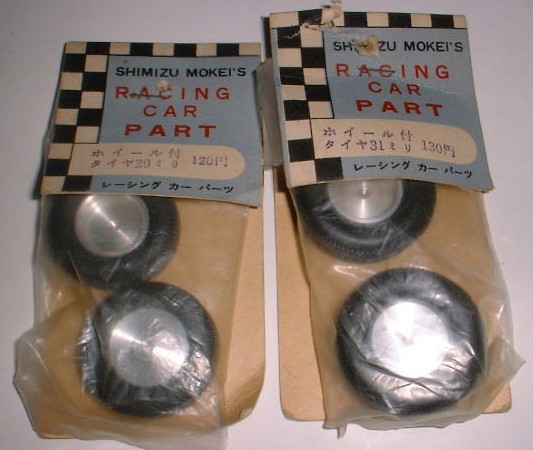 SHIMIZU MOKEI'S
RACING
CAR
PART
ホイール付
タイヤ29ミリ 120円
レーシング カー パーツ
SHIMIZU MOKEI'S
RACING
CAR
PART
ホイール付
タイヤ31ミリ 130円
レーシング カー パーツ